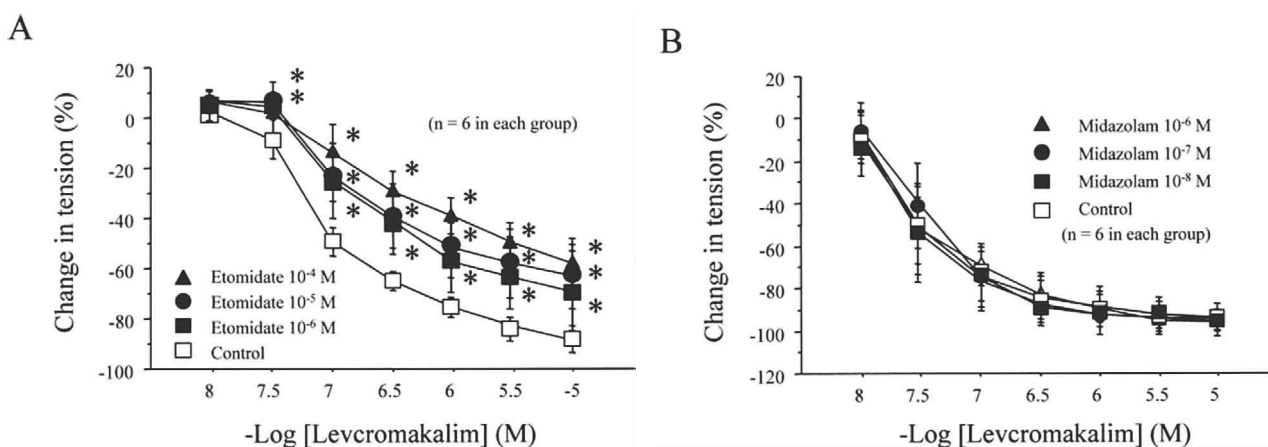 A
Change in tension (%)
20
0
-20
-40
-60
-80
-100
* * * * * * *
* * * * * *
* * * * *
(n = 6 in each group)
Etomidate 10⁻⁴ M
Etomidate 10⁻⁵ M
Etomidate 10⁻⁶ M
Control
8 7.5 7 6.5 6 5.5 -5
-Log [Levcromakalim] (M)
B
Change in tension (%)
20
0
-20
-40
-60
-80
-100
-120
Midazolam 10⁻⁶ M
Midazolam 10⁻⁷ M
Midazolam 10⁻⁸ M
Control
(n = 6 in each group)
8 7.5 7 6.5 6 5.5 5
-Log [Levcromakalim] (M)